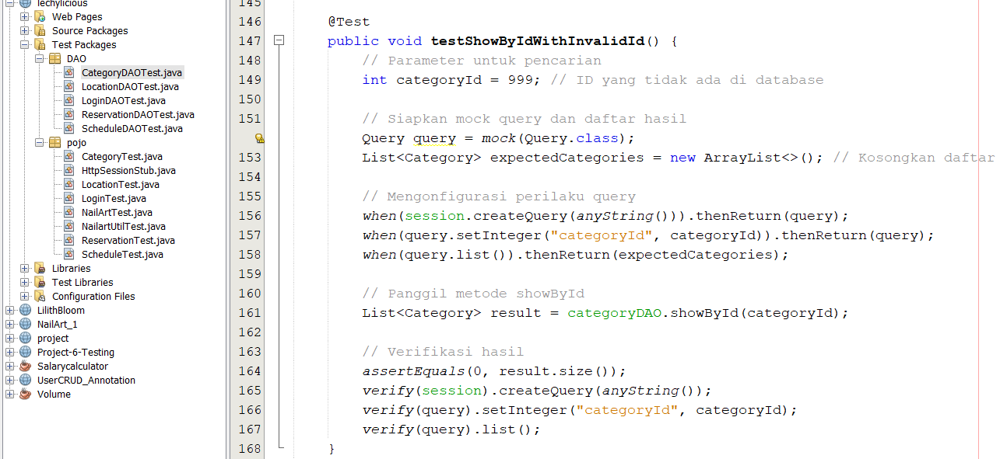 Techylicious
Web Pages
Source Packages
Test Packages
DAO
CategoryDAOTest.java
LocationDAOTest.java
LoginDAOTest.java
ReservationDAOTest.java
ScheduleDAOTest.java
pojo
CategoryTest.java
HttpSessionStub.java
LocationTest.java
LoginTest.java
NailArtTest.java
NailartUtilTest.java
ReservationTest.java
ScheduleTest.java
Libraries
Test Libraries
Configuration Files
LilithBloom
NailArt_1
project
Project-6-Testing
Salarycalculator
UserCRUD_Annotation
Volume
145
146 @Test
147 public void testShowByIdWithInvalidId() {
148 // Parameter untuk pencarian
149 int categoryId = 999; // ID yang tidak ada di database
150
151 // Siapkan mock query dan daftar hasil
Query query = mock(Query.class);
153 List<Category> expectedCategories = new ArrayList<>(); // Kosongkan daftar
154
155 // Mengonfigurasi perilaku query
156 when(session.createQuery(anyString())).thenReturn(query);
157 when(query.setInteger("categoryId", categoryId)).thenReturn(query);
158 when(query.list()).thenReturn(expectedCategories);
159
160 // Panggil metode showById
161 List<Category> result = categoryDAO.showById(categoryId);
162
163 // Verifikasi hasil
164 assertEquals(0, result.size());
165 verify(session).createQuery(anyString());
166 verify(query).setInteger("categoryId", categoryId);
167 verify(query).list();
168 }